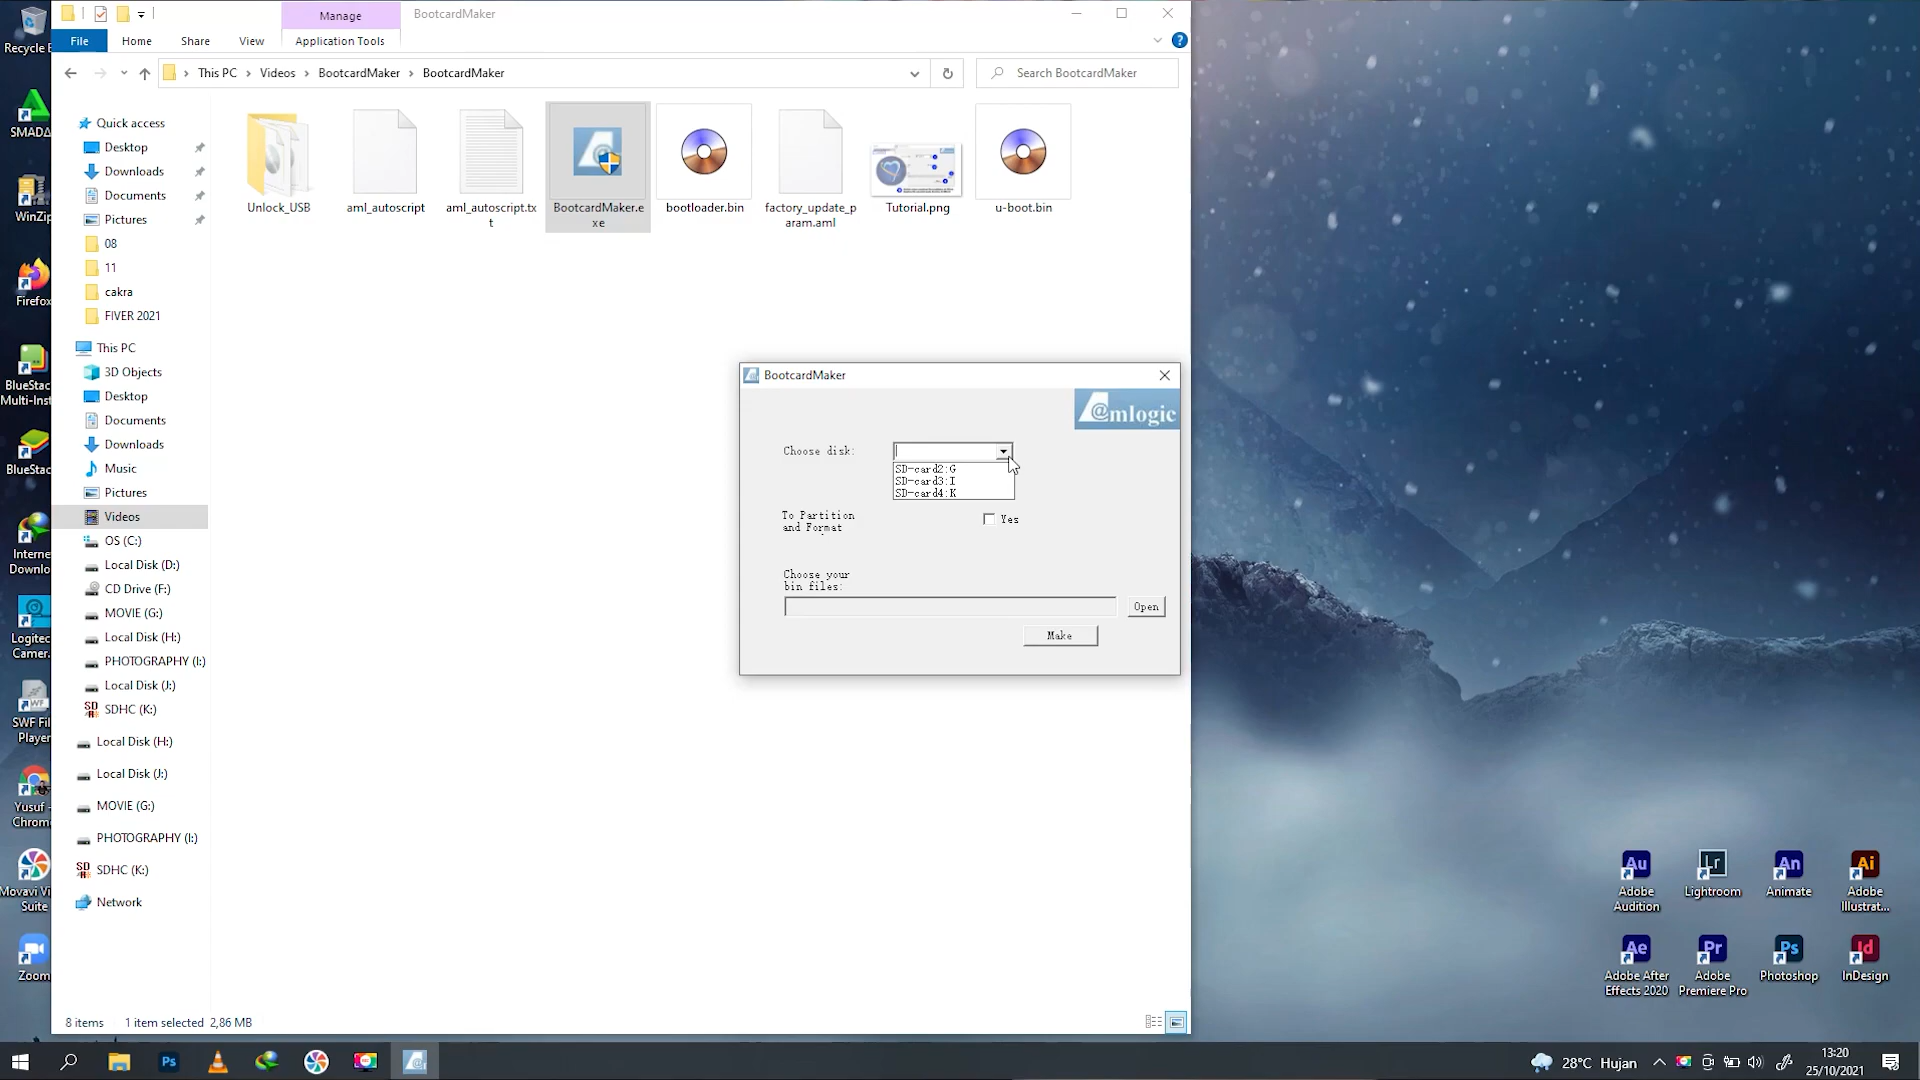 Manage
BootcardMaker
File
Home
Share
View
Application Tools
This PC
Videos
BootcardMaker
BootcardMaker
Search BootcardMaker
Quick access
Desktop
Downloads
Documents
Pictures
08
11
cakra
FIVER 2021
This PC
3D Objects
Desktop
Documents
Downloads
Music
Pictures
Videos
OS (C:)
Local Disk (D:)
CD Drive (F:)
MOVIE (G:)
Local Disk (H:)
PHOTOGRAPHY (I:)
Local Disk (J:)
SDHC (K:)
Local Disk (H:)
Local Disk (J:)
MOVIE (G:)
PHOTOGRAPHY (I:)
SDHC (K:)
Network
Unlock_USB
aml_autoscript
aml_autoscript.tx
t
BootcardMaker.e
xe
bootloader.bin
factory_update_p
aram.aml
Tutorial.png
u-boot.bin
BootcardMaker
@mlogic
Choose disk:
SD-card2:G
SD-card3:I
SD-card4:K
To Partition
and Format
Yes
Choose your
bin files:
Open
Make
8 items
1 item selected 2,86 MB
Recycle B
SMADΔ
WinZip
Firefox
BlueStac
Multi-Inst
BlueStac
Interne
Downlo
Logitec
Camer.
SWF Fil
Player
Yusuf -
Chrom
Movavi Vi
Suite
Zoom
Au
Adobe
Audition
Lr
Lightroom
An
Animate
Ai
Adobe
Illustrat...
Ae
Adobe After
Effects 2020
Pr
Adobe
Premiere Pro
Ps
Photoshop
Id
InDesign
Ps
28°C Hujan
13:20
25/10/2021